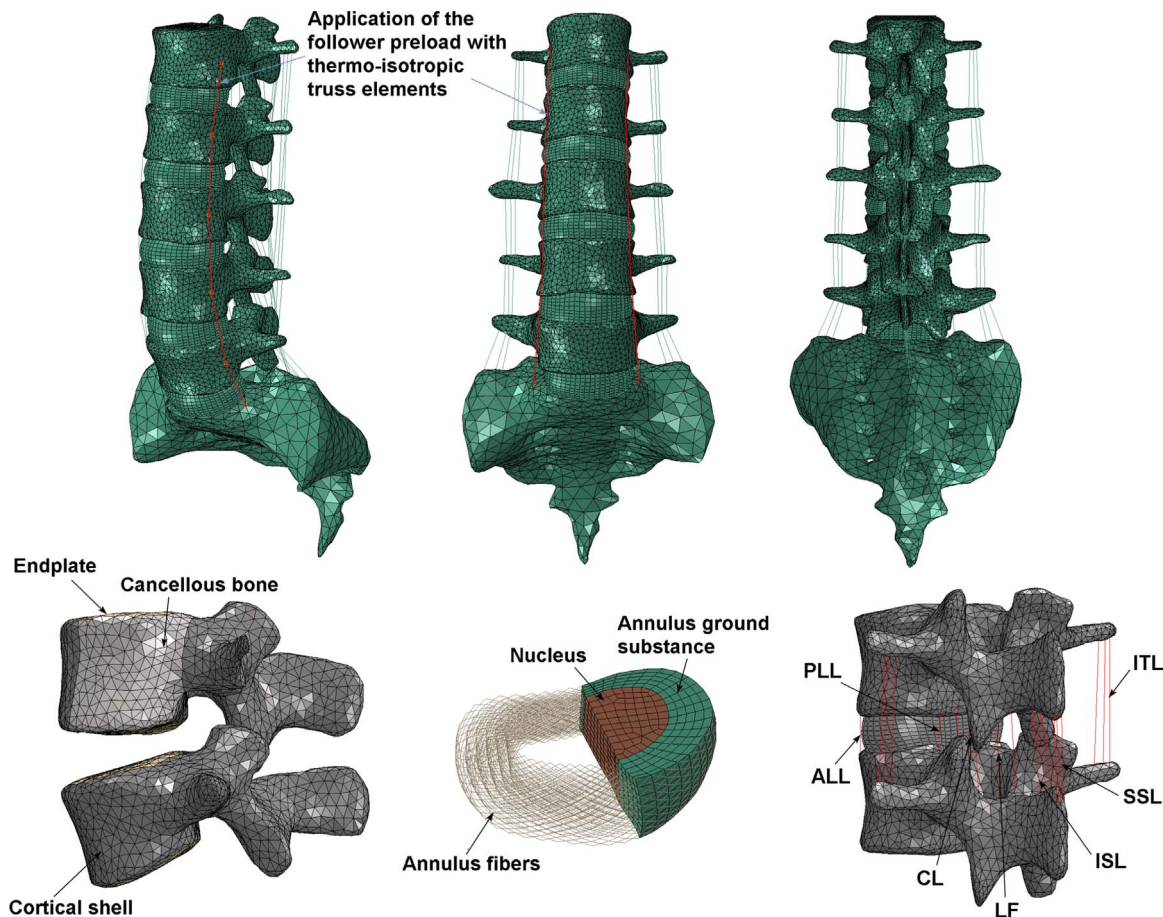 Application of the
follower preload with
thermo-isotropic
truss elements
Endplate
Cancellous bone
Cortical shell
Nucleus
Annulus ground
substance
Annulus fibers
PLL
ITL
ALL
SSL
CL
ISL
LF